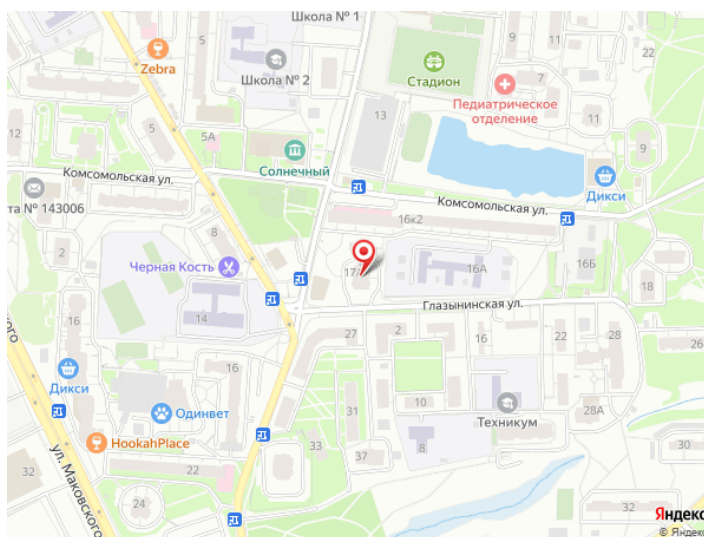 Школа № 1
22
5
Zebra
Школа № 2
Стадион
7
Педиатрическое
отделение
11
11
13
12
5
5А
Солнечный
9
Комсомольская ул.
Дикси
та № 143006
Комсомольская ул.
16к2
2
8
Черная Кость
17
16А
16Б
18
14
Глазынинская ул.
ского
16
27
2
16
22
28
26
Дикси
16
10
31
28А
Одинвет
Техникум
HookahPlace
33
8
30
ул. Маковского
32
22
37
24
32
Яндекс
© Яндекс